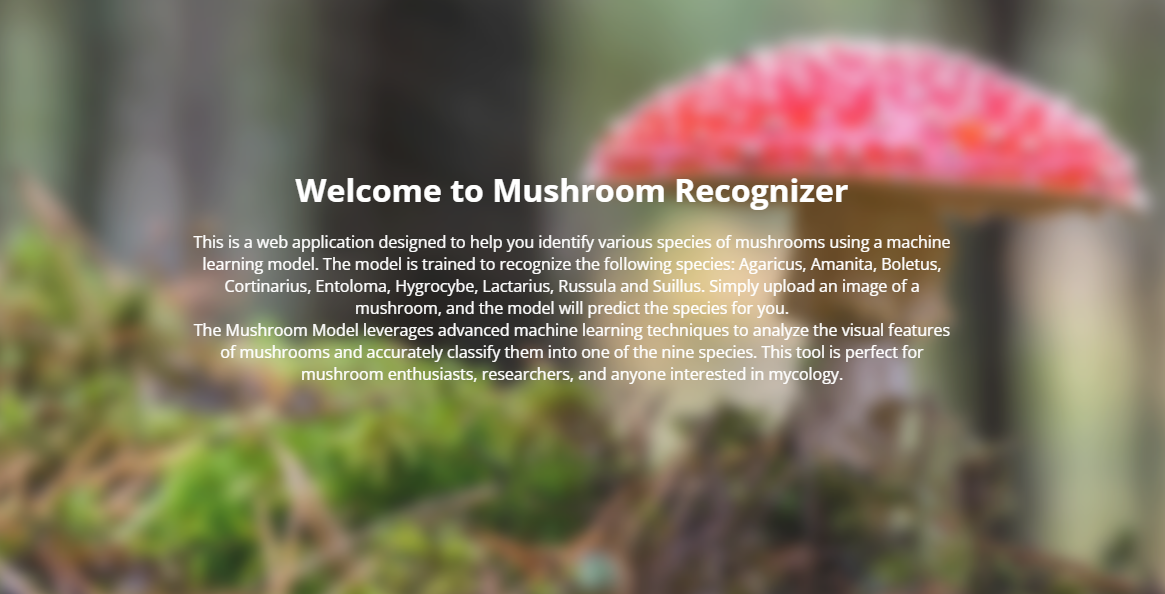 Welcome to Mushroom Recognizer
This is a web application designed to help you identify various species of mushrooms using a machine
learning model. The model is trained to recognize the following species: Agaricus, Amanita, Boletus,
Cortinarius, Entoloma, Hygrocybe, Lactarius, Russula and Suillus. Simply upload an image of a
mushroom, and the model will predict the species for you.
The Mushroom Model leverages advanced machine learning techniques to analyze the visual features
of mushrooms and accurately classify them into one of the nine species. This tool is perfect for
mushroom enthusiasts, researchers, and anyone interested in mycology.